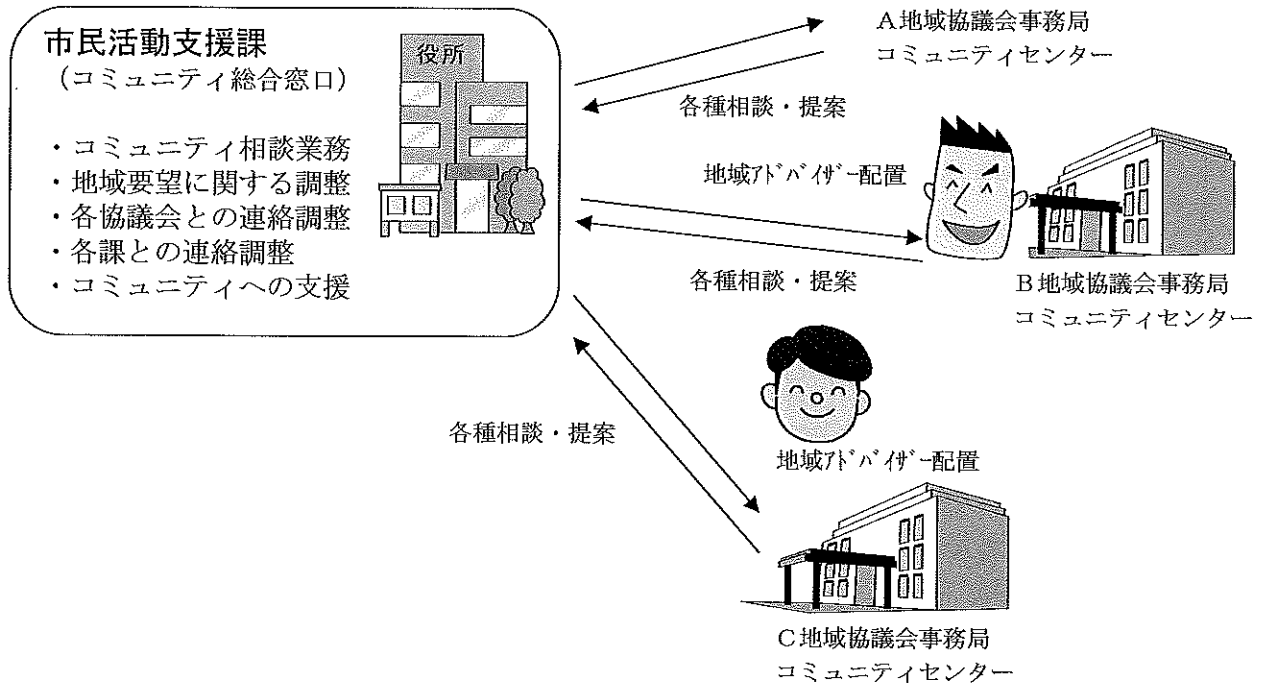 市民活動支援課
（コミュニティ総合窓口）
・コミュニティ相談業務
・地域要望に関する調整
・各協議会との連絡調整
・各課との連絡調整
・コミュニティへの支援
役所
A地域協議会事務局
コミュニティセンター
各種相談・提案
地域ｱﾄﾞﾊﾞｲｻﾞｰ配置
各種相談・提案
B地域協議会事務局
コミュニティセンター
各種相談・提案
地域ｱﾄﾞﾊﾞｲｻﾞｰ配置
C地域協議会事務局
コミュニティセンター